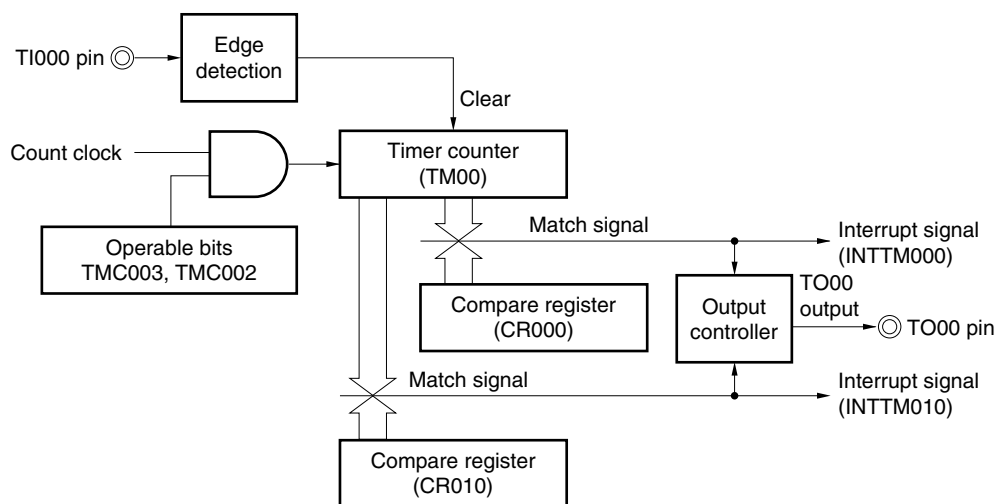 TI000 pin
Edge
detection
Clear
Count clock
Timer counter
(TM00)
Operable bits
TMC003, TMC002
Match signal
Interrupt signal
(INTTM000)
Compare register
(CR000)
Output
controller
TO00
output
TO00 pin
Match signal
Interrupt signal
(INTTM010)
Compare register
(CR010)